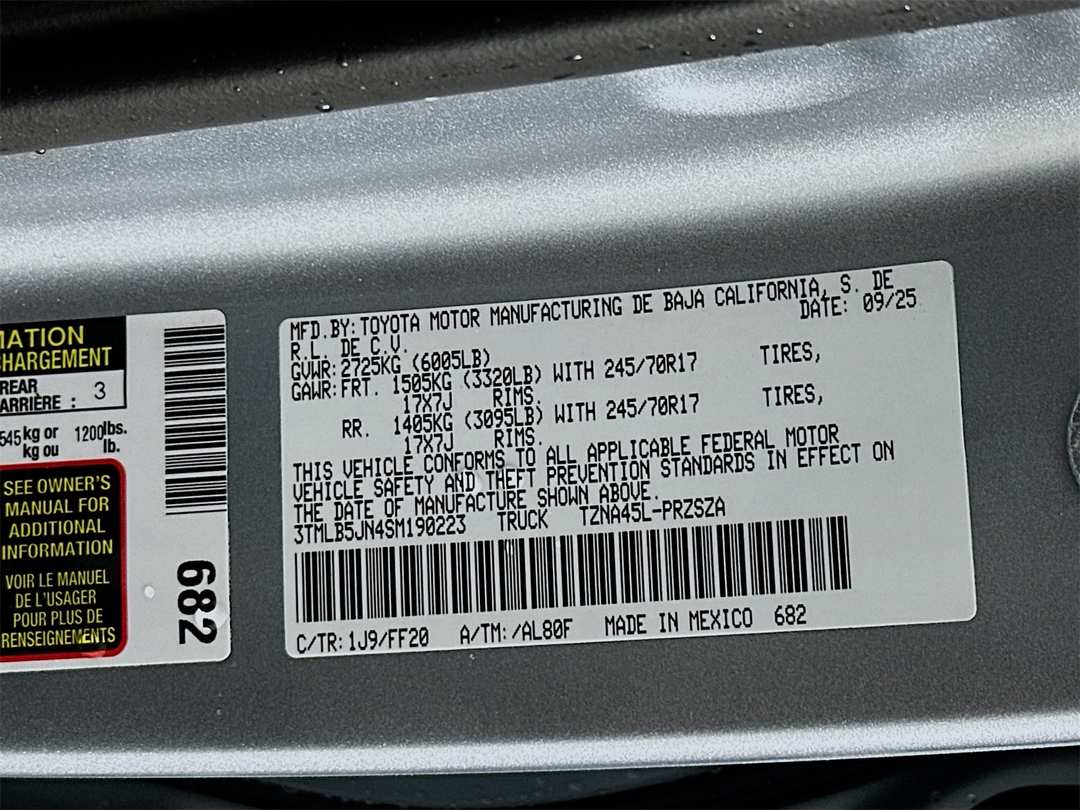 MATION
CHARGEMENT
REAR
ARRIÈRE : 3
545 kg or 1200 lbs.
kg ou lb.
SEE OWNER'S
MANUAL FOR
ADDITIONAL
INFORMATION
VOIR LE MANUEL
DE L'USAGER
POUR PLUS DE
RENSEIGNEMENTS
682
MFD.BY: TOYOTA MOTOR MANUFACTURING DE BAJA CALIFORNIA, S. DE
R.L. DE C.V. DATE: 09/25
GVWR: 2725KG (6005LB)
GAWR: FRT. 1505KG (3320LB) WITH 245/70R17 TIRES,
17X7J RIMS.
RR. 1405KG (3095LB) WITH 245/70R17 TIRES,
17X7J RIMS.
THIS VEHICLE CONFORMS TO ALL APPLICABLE FEDERAL MOTOR
VEHICLE SAFETY AND THEFT PREVENTION STANDARDS IN EFFECT ON
THE DATE OF MANUFACTURE SHOWN ABOVE.
3TMLB5JN4SM190223 TRUCK TZNA45L-PRZSZA
C/TR: 1J9/FF20 A/TM: /AL80F MADE IN MEXICO 682